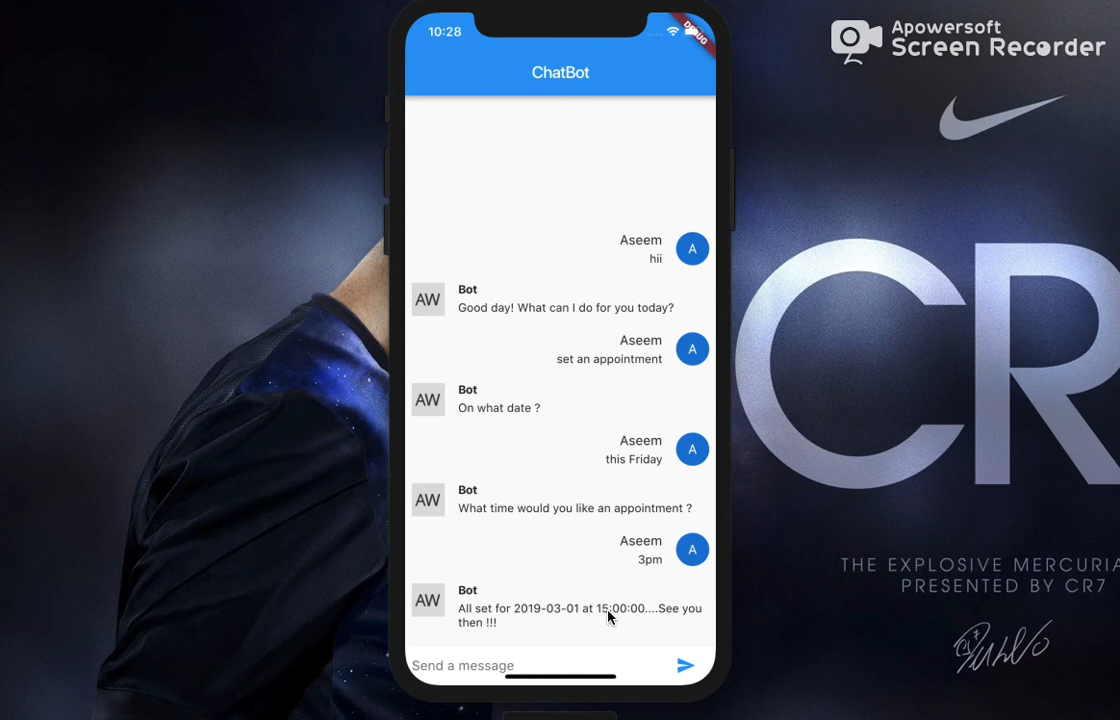 10:28
DEBUG
Apowersoft
Screen Recorder
ChatBot
Aseem
hii
A
Bot
AW
Good day! What can I do for you today?
Aseem
set an appointment
A
Bot
AW
On what date ?
Aseem
this Friday
A
Bot
AW
What time would you like an appointment ?
Aseem
3pm
A
Bot
AW
All set for 2019-03-01 at 15:00:00....See you
then !!!
Send a message
CR
THE EXPLOSIVE MERCURIA
PRESENTED BY CR7